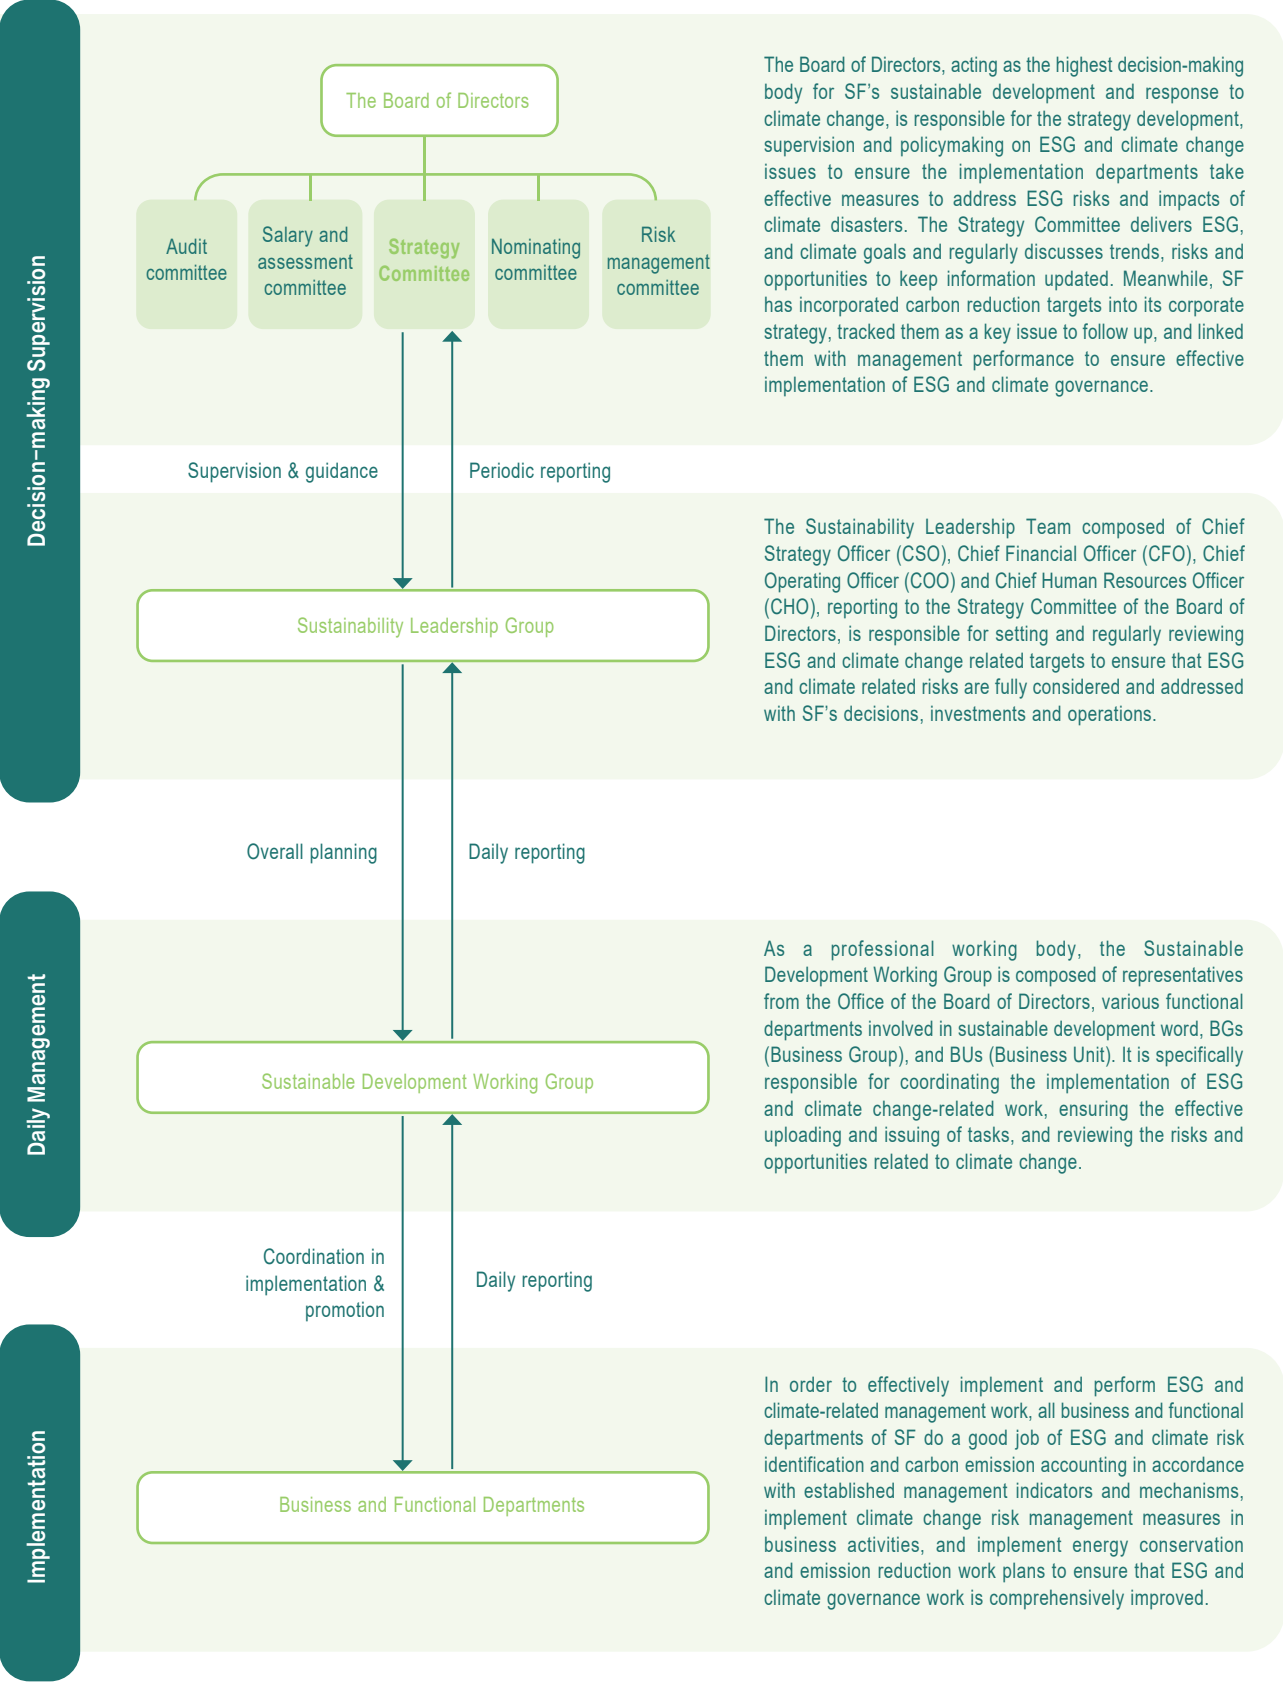 Decision-making Supervision
The Board of Directors
Audit
committee
Salary and
assessment
committee
Strategy
Committee
Nominating
committee
Risk
management
committee
The Board of Directors, acting as the highest decision-making
body for SF's sustainable development and response to
climate change, is responsible for the strategy development,
supervision and policymaking on ESG and climate change
issues to ensure the implementation departments take
effective measures to address ESG risks and impacts of
climate disasters. The Strategy Committee delivers ESG,
and climate goals and regularly discusses trends, risks and
opportunities to keep information updated. Meanwhile, SF
has incorporated carbon reduction targets into its corporate
strategy, tracked them as a key issue to follow up, and linked
them with management performance to ensure effective
implementation of ESG and climate governance.
Supervision & guidance
Periodic reporting
Sustainability Leadership Group
The Sustainability Leadership Team composed of Chief
Strategy Officer (CSO), Chief Financial Officer (CFO), Chief
Operating Officer (COO) and Chief Human Resources Officer
(CHO), reporting to the Strategy Committee of the Board of
Directors, is responsible for setting and regularly reviewing
ESG and climate change related targets to ensure that ESG
and climate related risks are fully considered and addressed
with SF's decisions, investments and operations.
Overall planning
Daily reporting
Daily Management
Sustainable Development Working Group
As a professional working body, the Sustainable
Development Working Group is composed of representatives
from the Office of the Board of Directors, various functional
departments involved in sustainable development word, BGs
(Business Group), and BUs (Business Unit). It is specifically
responsible for coordinating the implementation of ESG
and climate change-related work, ensuring the effective
uploading and issuing of tasks, and reviewing the risks and
opportunities related to climate change.
Coordination in
implementation &
promotion
Daily reporting
Implementation
Business and Functional Departments
In order to effectively implement and perform ESG and
climate-related management work, all business and functional
departments of SF do a good job of ESG and climate risk
identification and carbon emission accounting in accordance
with established management indicators and mechanisms,
implement climate change risk management measures in
business activities, and implement energy conservation
and emission reduction work plans to ensure that ESG and
climate governance work is comprehensively improved.